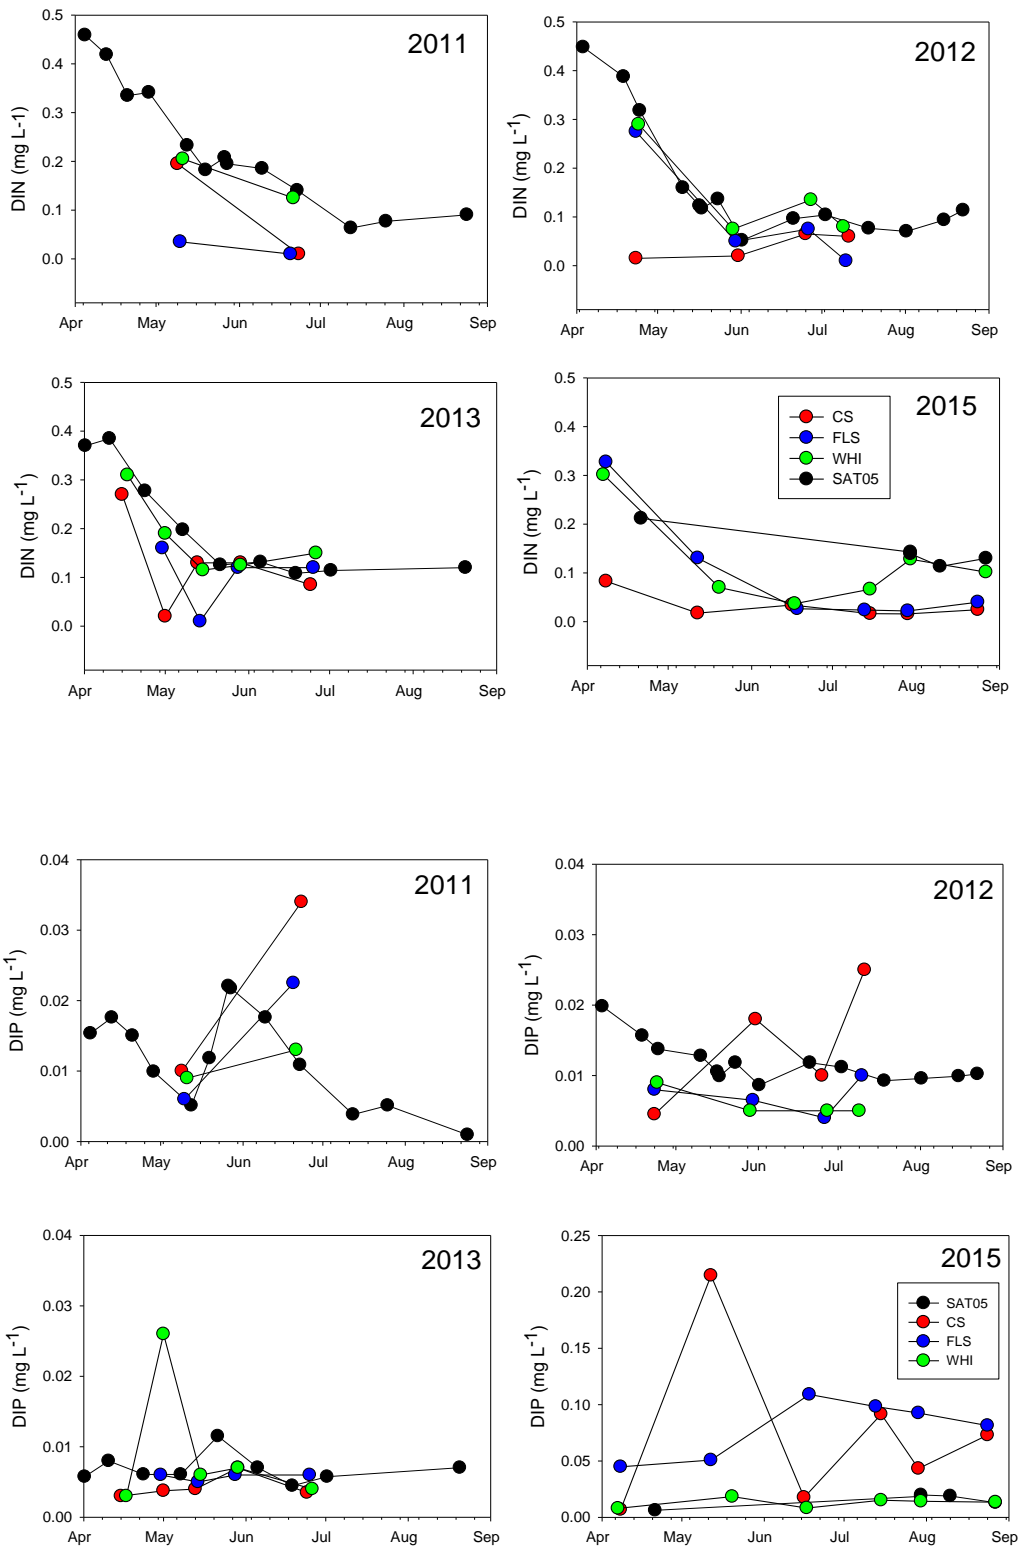 2011
DIN (mg L-1)
0.5
0.4
0.3
0.2
0.1
0.0
Apr May Jun Jul Aug Sep
2012
DIN (mg L-1)
0.5
0.4
0.3
0.2
0.1
0.0
Apr May Jun Jul Aug Sep
2013
DIN (mg L-1)
0.5
0.4
0.3
0.2
0.1
0.0
Apr May Jun Jul Aug Sep
2015
CS
FLS
WHI
SAT05
DIN (mg L-1)
0.5
0.4
0.3
0.2
0.1
0.0
Apr May Jun Jul Aug Sep
2011
DIP (mg L-1)
0.04
0.03
0.02
0.01
0.00
Apr May Jun Jul Aug Sep
2012
DIP (mg L-1)
0.04
0.03
0.02
0.01
0.00
Apr May Jun Jul Aug Sep
2013
DIP (mg L-1)
0.04
0.03
0.02
0.01
0.00
Apr May Jun Jul Aug Sep
2015
SAT05
CS
FLS
WHI
DIP (mg L-1)
0.25
0.20
0.15
0.10
0.05
0.00
Apr May Jun Jul Aug Sep